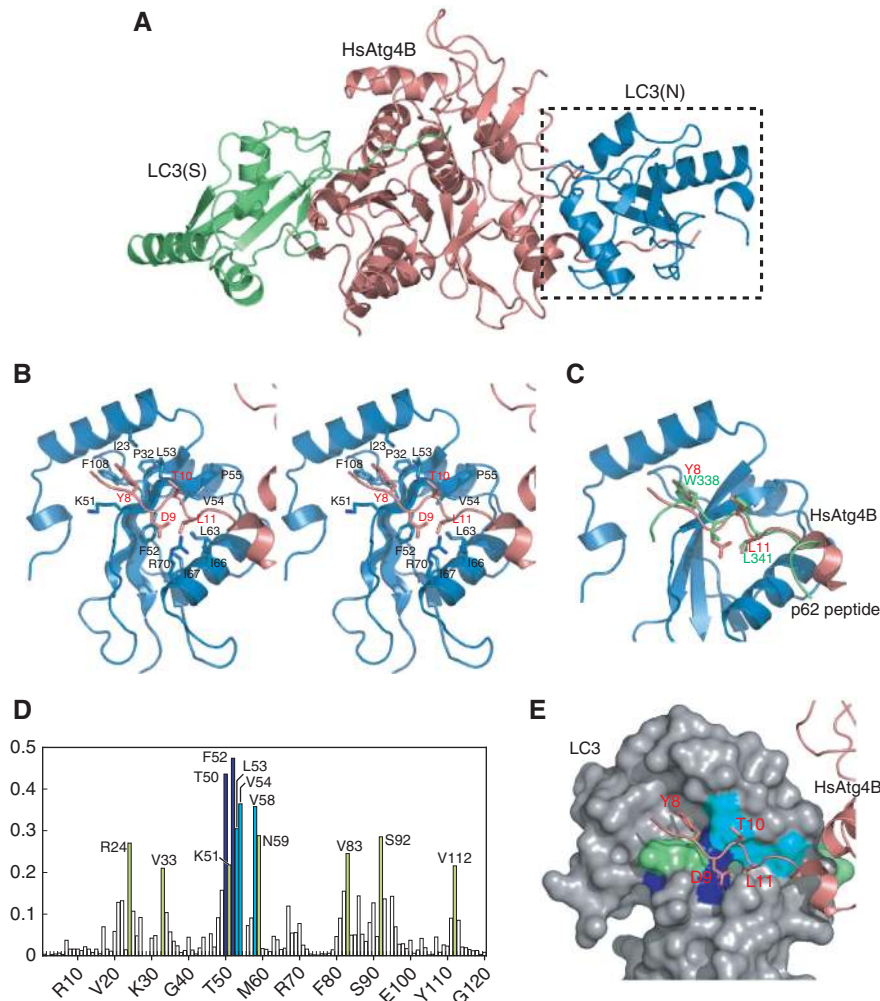 A
HsAtg4B
LC3(N)
LC3(S)
B
I23
P32
L53
F108
T10
P55
K51
Y8
V54
D9
L11
L63
F52
R70
I66
I67
I23
P32
L53
F108
T10
P55
K51
Y8
V54
D9
L11
L63
F52
R70
I66
I67
C
Y8
W338
HsAtg4B
L11
L341
p62 peptide
D
0.5
0.4
0.3
0.2
0.1
0
F52
T50
L53
V54
V58
K51
N59
R24
V33
V83
S92
V112
R10
V20
K30
G40
T50
M60
R70
F80
S90
E100
Y110
G120
E
LC3
HsAtg4B
Y8
T10
D9
L11